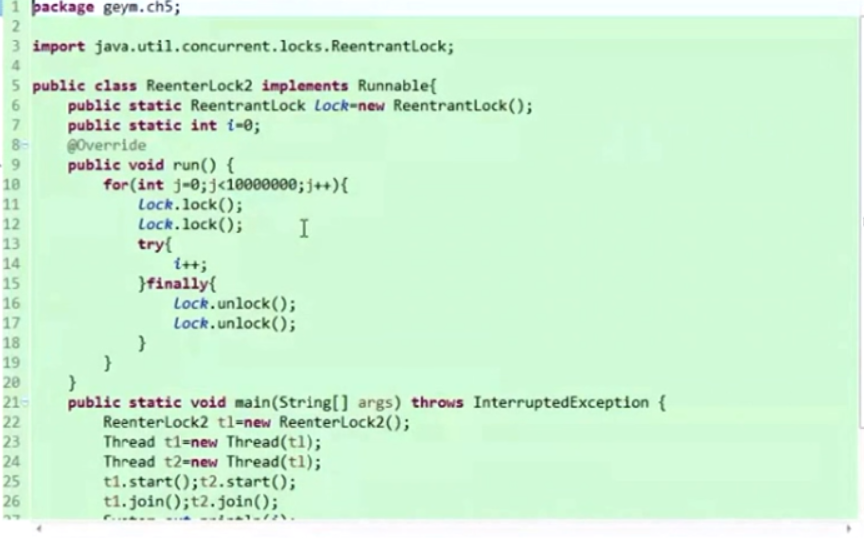 1 package geym.ch5;
2
3 import java.util.concurrent.locks.ReentrantLock;
4
5 public class ReenterLock2 implements Runnable{
6 public static ReentrantLock lock=new ReentrantLock();
7 public static int i=0;
8 @Override
9 public void run() {
10 for(int j=0;j<10000000;j++){
11 lock.lock();
12 lock.lock();
13 try{
14 i++;
15 }finally{
16 lock.unlock();
17 lock.unlock();
18 }
19 }
20 }
21 public static void main(String[] args) throws InterruptedException {
22 ReenterLock2 tl=new ReenterLock2();
23 Thread t1=new Thread(tl);
24 Thread t2=new Thread(tl);
25 t1.start();t2.start();
26 t1.join();t2.join();